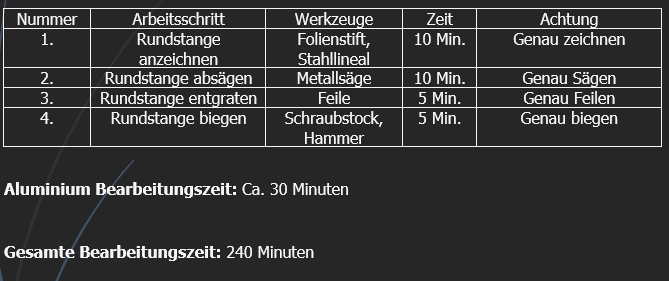 Nummer Arbeitsschritt Werkzeuge Zeit Achtung
1. Rundstange Folienstift, 10 Min. Genau zeichnen
anzeichnen Stahllineal
2. Rundstange absägen Metallsäge 10 Min. Genau Sägen
3. Rundstange entgraten Feile 5 Min. Genau Feilen
4. Rundstange biegen Schraubstock, 5 Min. Genau biegen
Hammer
Aluminium Bearbeitungszeit: Ca. 30 Minuten
Gesamte Bearbeitungszeit: 240 Minuten